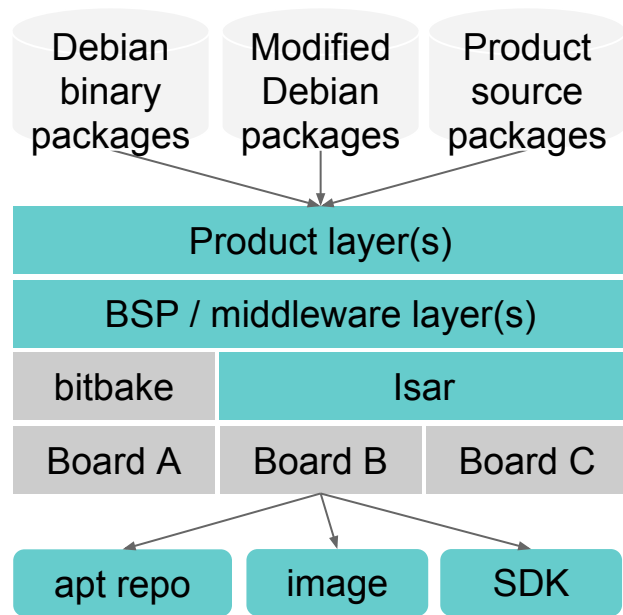 Debian
binary
packages
Modified
Debian
packages
Product
source
packages
Product layer(s)
BSP / middleware layer(s)
bitbake
Isar
Board A
Board B
Board C
apt repo
image
SDK